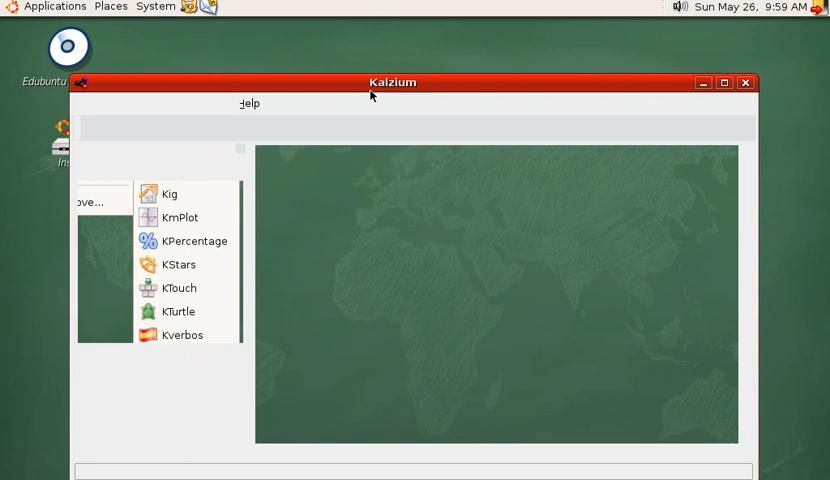 Applications Places System
Sun May 26, 9:59 AM
Edubuntu
Kalzium
Help
Ins
ove...
Kig
KmPlot
KPercentage
KStars
KTouch
KTurtle
Kverbos